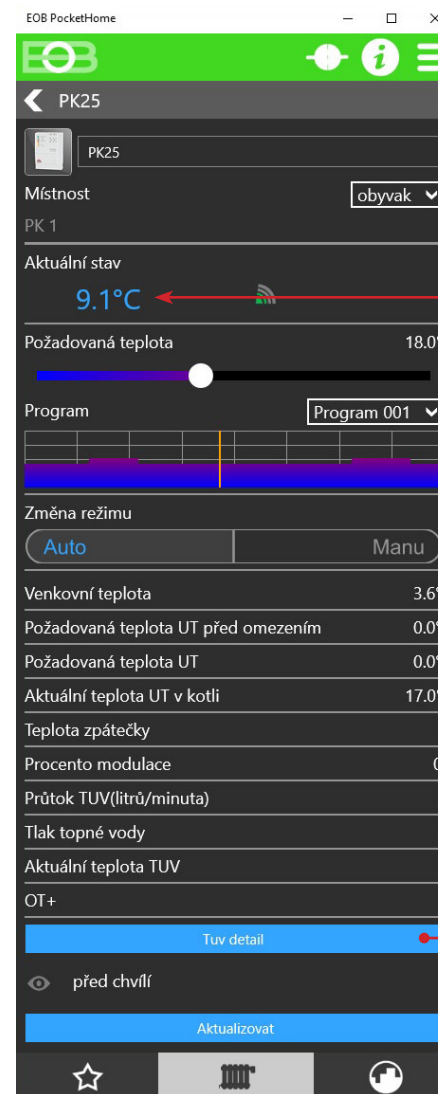 EOB PocketHome
EOB
PK25
PK25
Místnost obyvak
PK 1
Aktuální stav
9.1°C
Požadovaná teplota 18.0°
Program Program 001
Změna režimu
Auto Manu
Venkovní teplota 3.6°
Požadovaná teplota UT před omezením 0.0°
Požadovaná teplota UT 0.0°
Aktuální teplota UT v kotli 17.0°
Teplota zpátečky
Procento modulace 0
Průtok TUV(litrů/minuta)
Tlak topné vody
Aktuální teplota TUV
OT+
Tuv detail
před chvílí
Aktualizovat